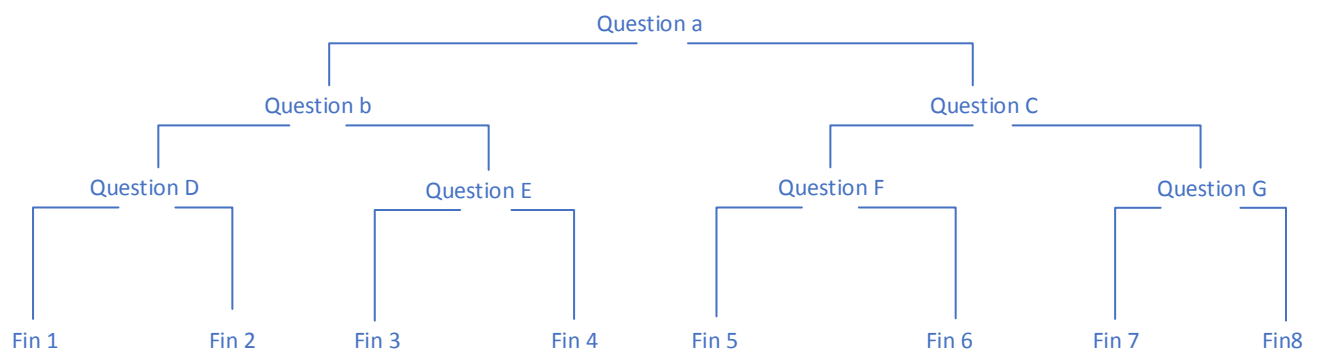 Question a
Question b
Question C
Question D
Question E
Question F
Question G
Fin 1
Fin 2
Fin 3
Fin 4
Fin 5
Fin 6
Fin 7
Fin8